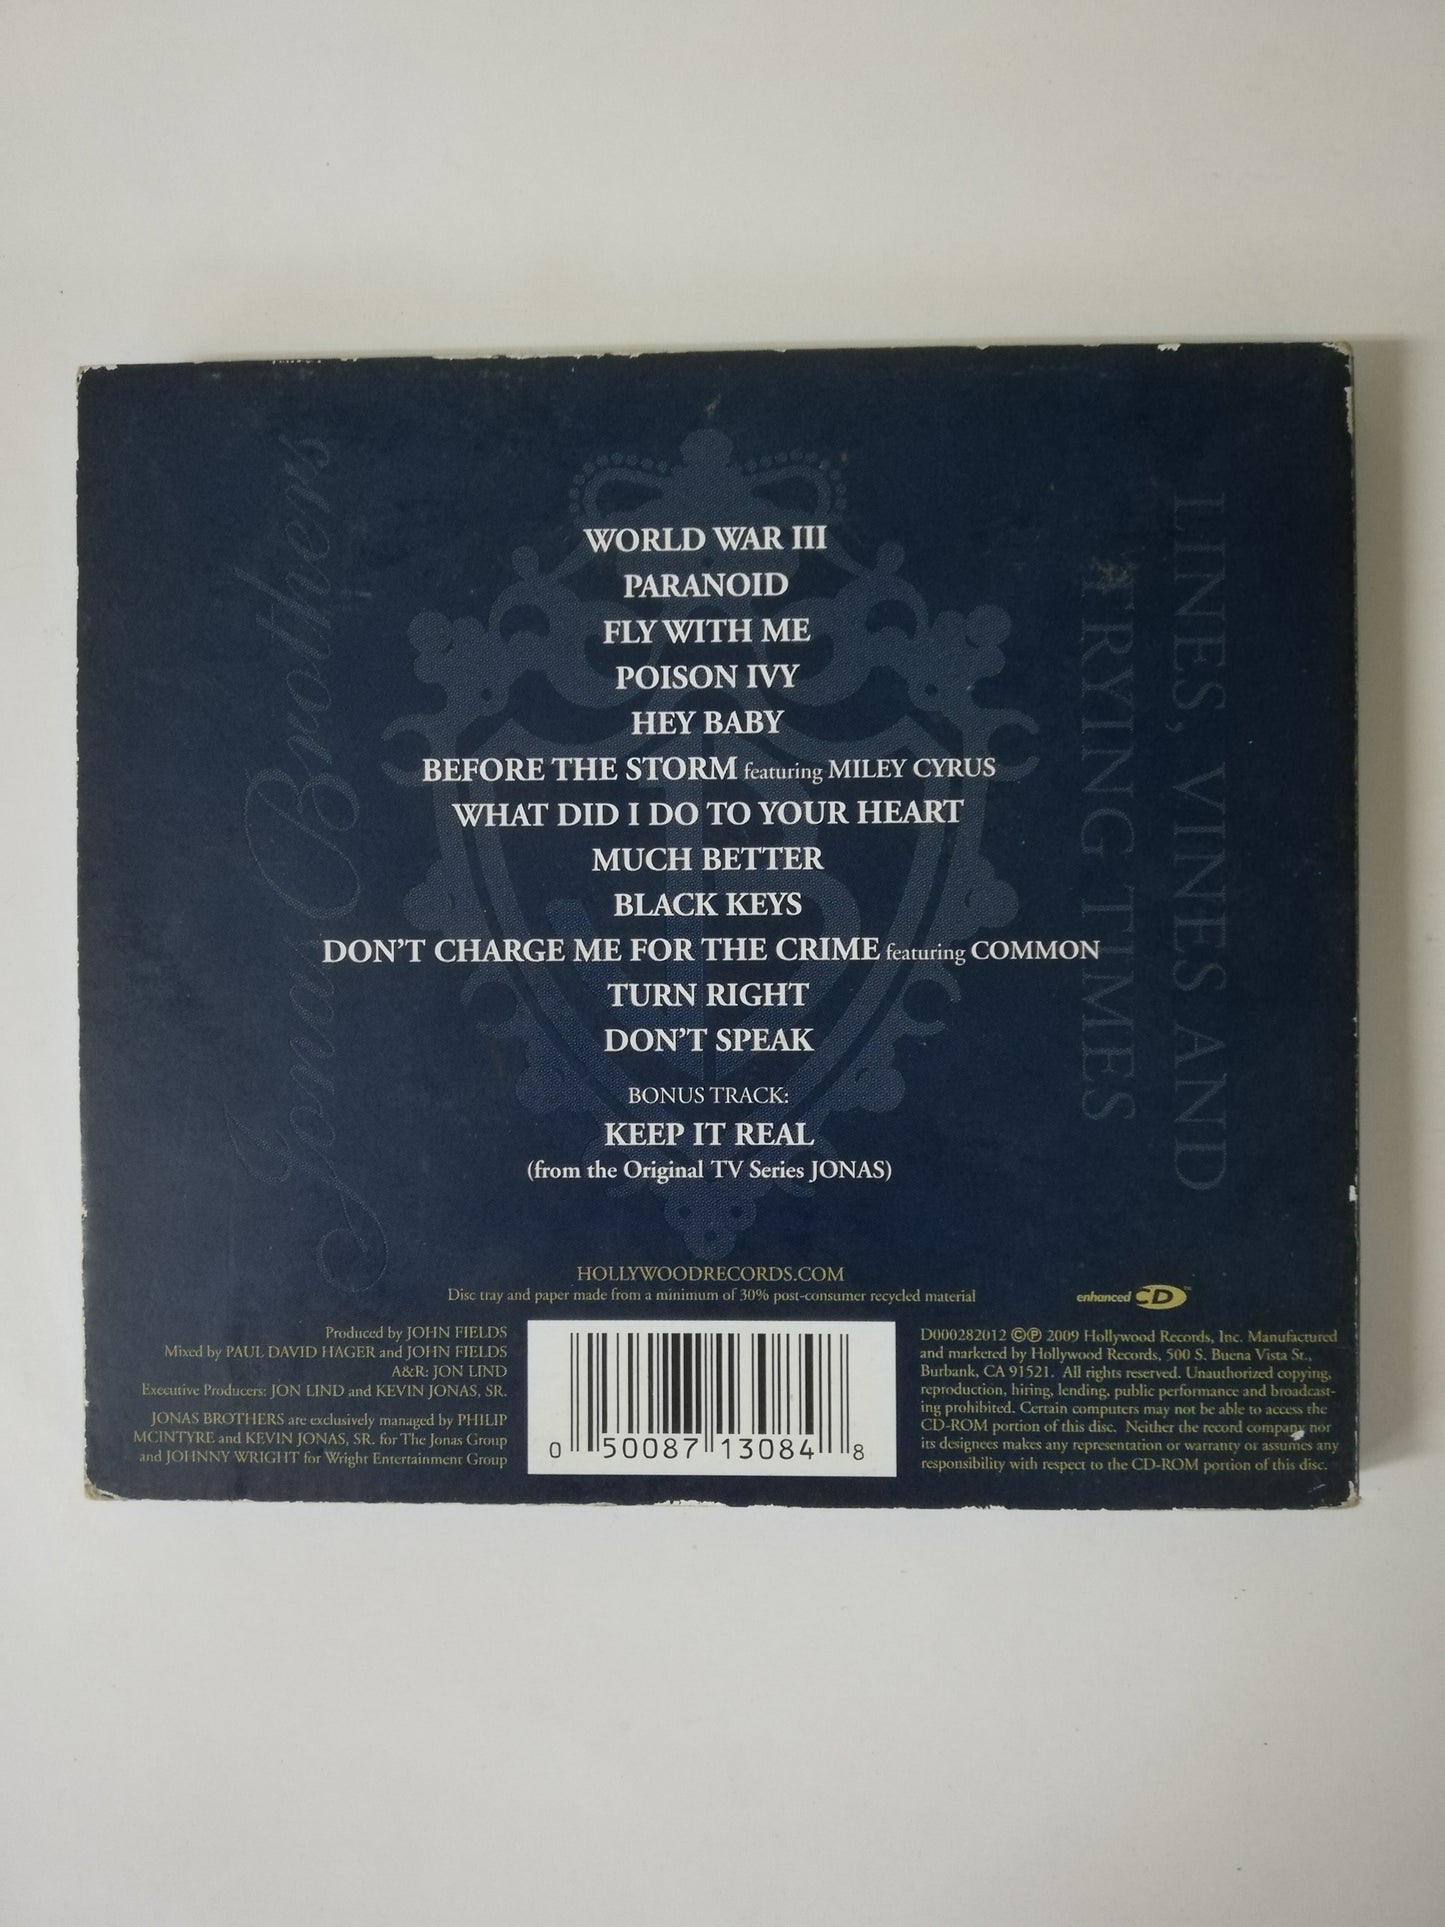 Jonas Brothers
LINES, VINES AND
TRYING TIMES
WORLD WAR III
PARANOID
FLY WITH ME
POISON IVY
HEY BABY
BEFORE THE STORM featuring MILEY CYRUS
WHAT DID I DO TO YOUR HEART
MUCH BETTER
BLACK KEYS
DON'T CHARGE ME FOR THE CRIME featuring COMMON
TURN RIGHT
DON'T SPEAK
BONUS TRACK:
KEEP IT REAL
(from the Original TV Series JONAS)
HOLLYWOODRECORDS.COM
Disc tray and paper made from a minimum of 30% post-consumer recycled material
enhanced CD™
Produced by JOHN FIELDS
Mixed by PAUL DAVID HAGER and JOHN FIELDS
A&R: JON LIND
Executive Producers: JON LIND and KEVIN JONAS, SR.
JONAS BROTHERS are exclusively managed by PHILIP
MCINTYRE and KEVIN JONAS, SR. for The Jonas Group
and JOHNNY WRIGHT for Wright Entertainment Group
0 50087 13084 8
D000282012 ©℗ 2009 Hollywood Records, Inc. Manufactured
and marketed by Hollywood Records, 500 S. Buena Vista St.,
Burbank, CA 91521. All rights reserved. Unauthorized copying,
reproduction, hiring, lending, public performance and broadcast-
ing prohibited. Certain computers may not be able to access the
CD-ROM portion of this disc. Neither the record company nor
its designees makes any representation or warranty or assumes any
responsibility with respect to the CD-ROM portion of this disc.